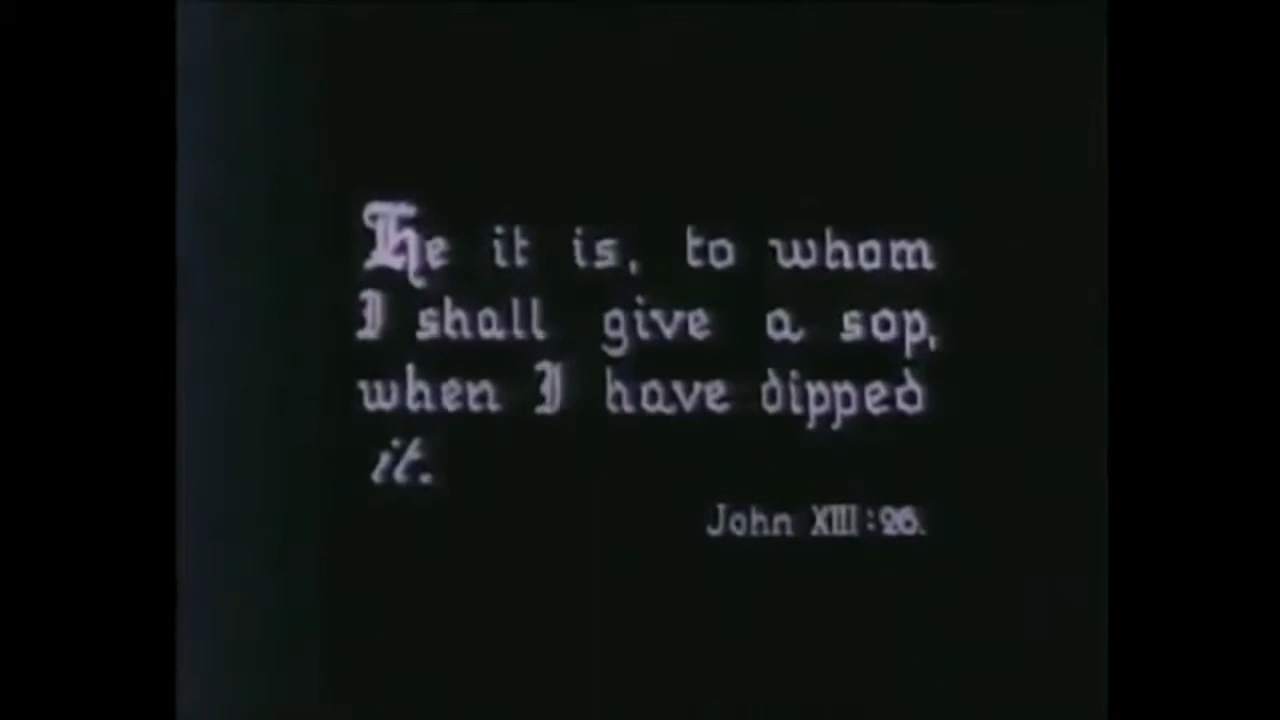 He it is, to whom
I shall give a sop,
when I have dipped
it.
John XIII:26.